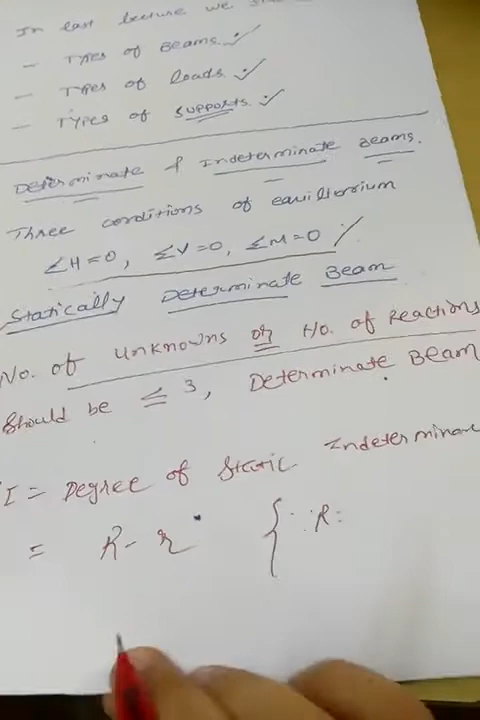 In last lecture we
- Types of Beams. ✓
- Types of loads ✓
- Types of supports. ✓
Determinate & Indeterminate Beams.
Three conditions of equilibrium
ΣH=0, ΣV=0, ΣM=0
Statically Determinate Beam
No. of unknowns or No. of Reactions
should be ≤ 3, Determinate Beam
I = Degree of Static Indeterminac
= R - r { ∵ R: